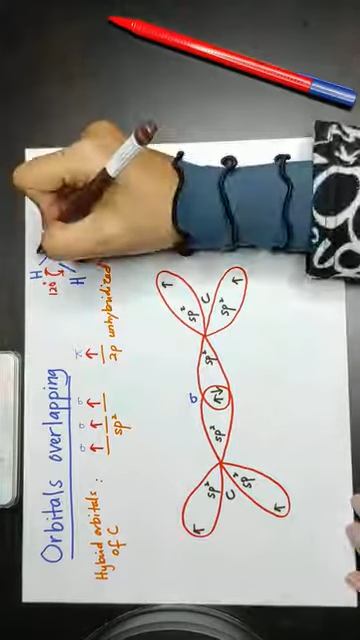 Orbitals overlapping
Hybrid orbitals :
of C
σ σ σ π
↑ ↑ ↑ ↑
sp² 2p unhybridized
H
120°
H
σ
sp² C sp²
sp² ↑↓ sp²
sp² C sp²